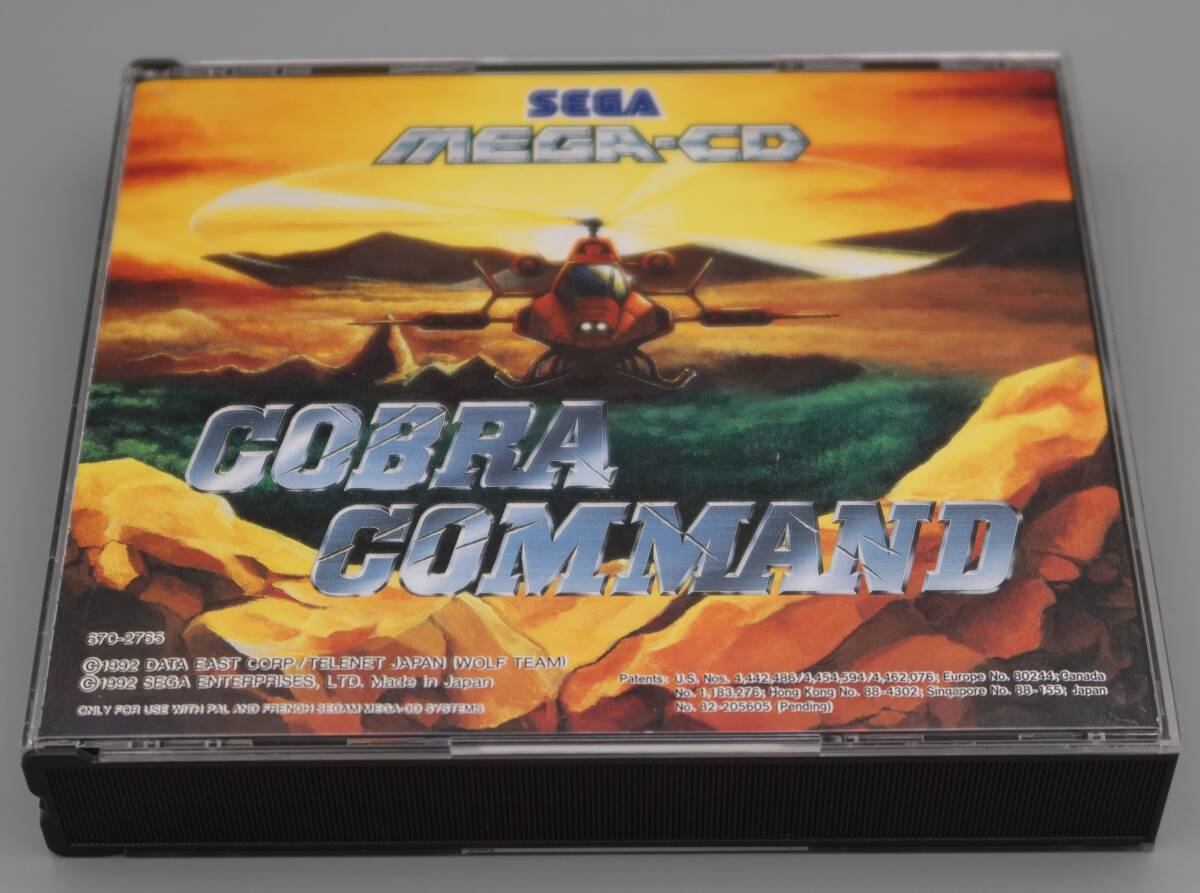 SEGA
MEGA-CD
COBRA
COMMAND
670-2765
©1992 DATA EAST CORP./TELENET JAPAN (WOLF TEAM)
©1992 SEGA ENTERPRISES, LTD. Made in Japan
ONLY FOR USE WITH PAL AND FRENCH SECAM MEGA-CD SYSTEMS
Patents: U.S. Nos. 4,442,486/4,454,594/4,462,076; Europe No. 80244; Canada
No. 1,183,276; Hong Kong No. 88-4302; Singapore No. 88-155; Japan
No. 82-205605 (Pending)